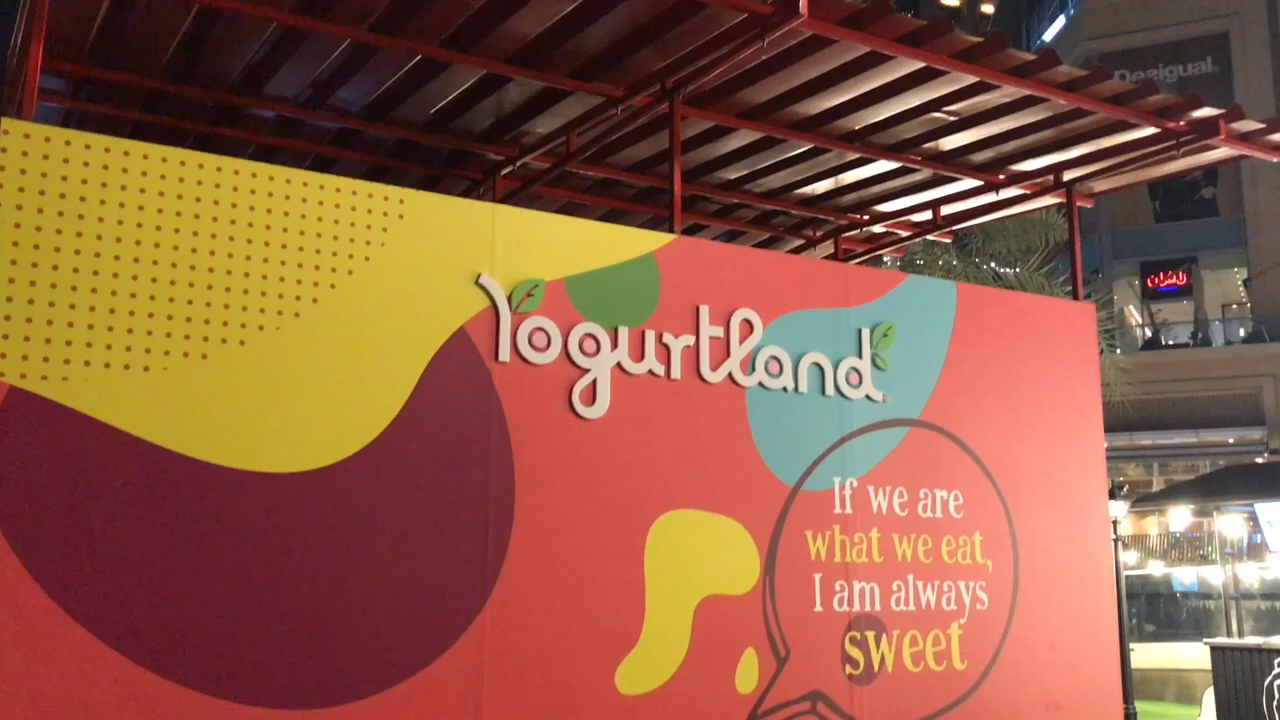 Desigual.
Yogurtland
If we are
what we eat,
I am always
sweet